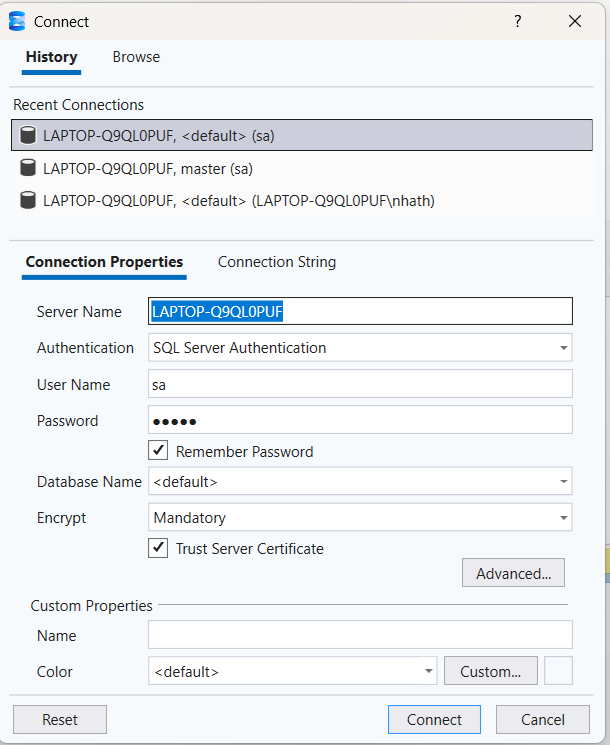 Connect ?
History Browse
Recent Connections
LAPTOP-Q9QL0PUF, <default> (sa)
LAPTOP-Q9QL0PUF, master (sa)
LAPTOP-Q9QL0PUF, <default> (LAPTOP-Q9QL0PUF\nhath)
Connection Properties Connection String
Server Name LAPTOP-Q9QL0PUF
Authentication SQL Server Authentication
User Name sa
Password •••••
Remember Password
Database Name <default>
Encrypt Mandatory
Trust Server Certificate
Advanced...
Custom Properties
Name
Color <default> Custom...
Reset Connect Cancel